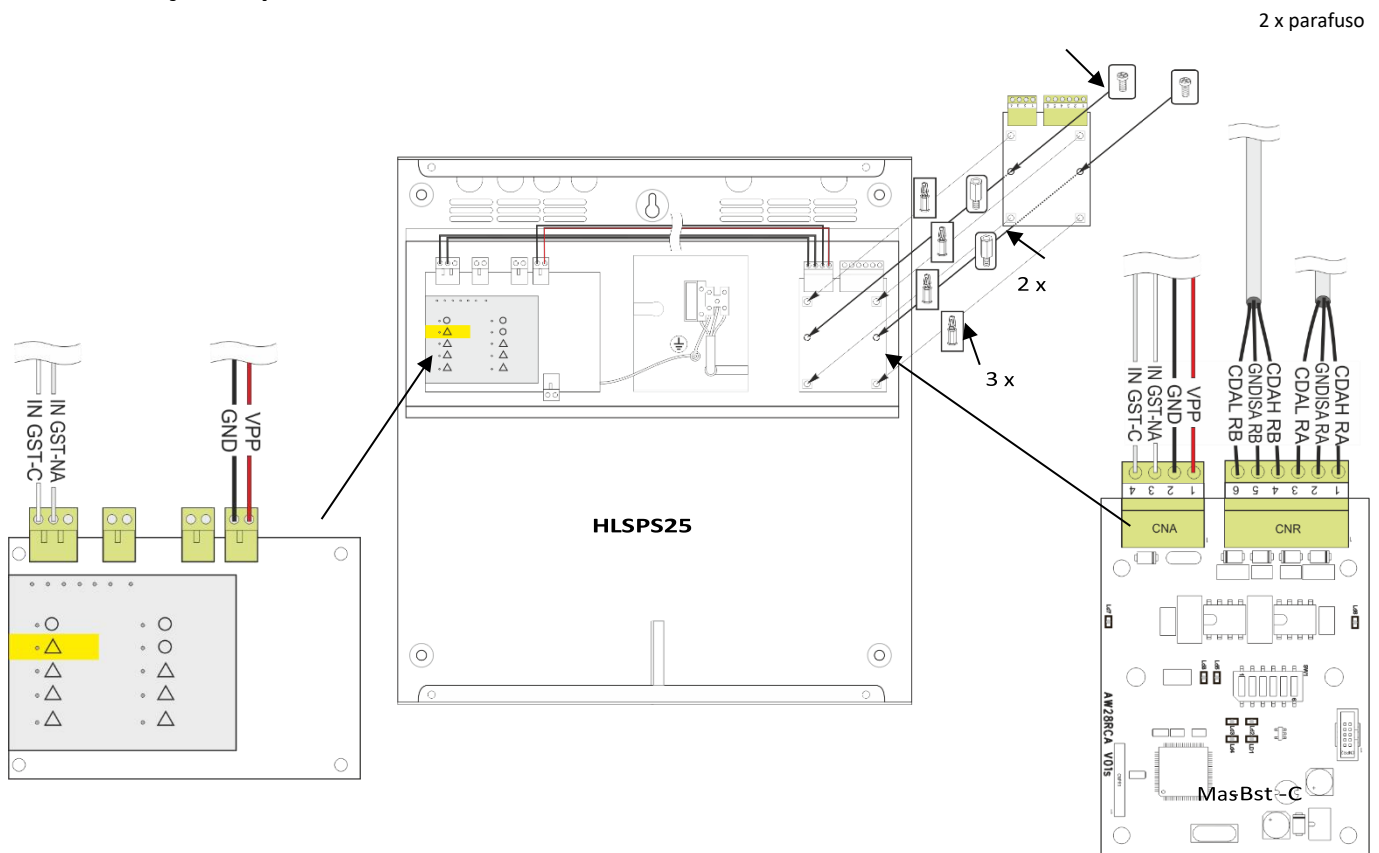 2 x parafuso
2 x
3 x
IN GST-C
IN GST-NA
GND
VPP
HLSPS25
IN GST-C
IN GST-NA
GND
VPP
CDAL RB
GNDISA RB
CDAH RB
CDAL RA
GNDISA RA
CDAH RA
4 3 2 1
6 5 4 3 2 1
CNA
CNR
AW28RCA V01s
MasBst -C